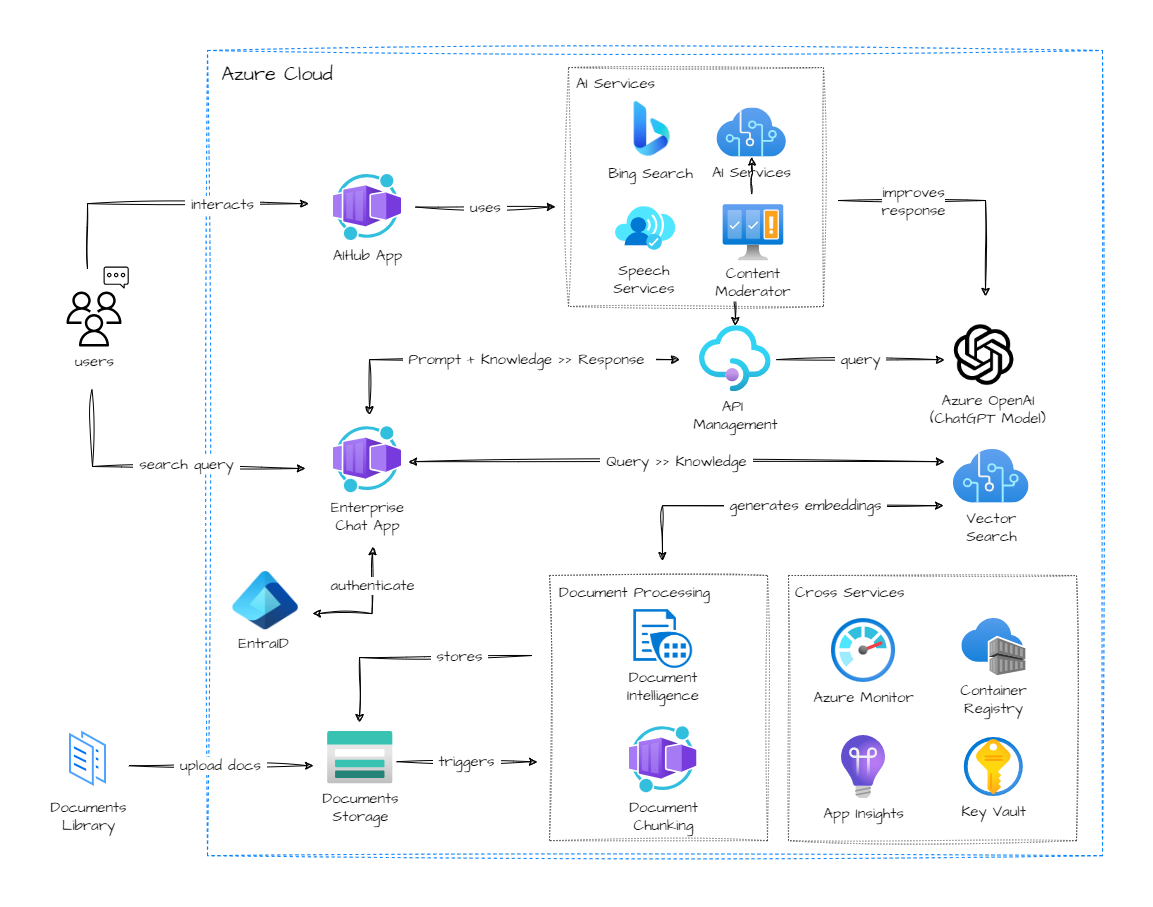 Azure Cloud
AI Services
Bing Search
AI Services
interacts
uses
improves
response
AIHub App
Speech
Services
Content
Moderator
users
Prompt + Knowledge >> Response
query
API
Management
Azure OpenAI
(ChatGPT Model)
search query
Query >> Knowledge
Enterprise
Chat App
generates embeddings
Vector
Search
authenticate
EntraID
Document Processing
Cross Services
stores
Document
Intelligence
Azure Monitor
Container
Registry
upload docs
triggers
Documents
Library
Documents
Storage
Document
Chunking
App Insights
Key Vault